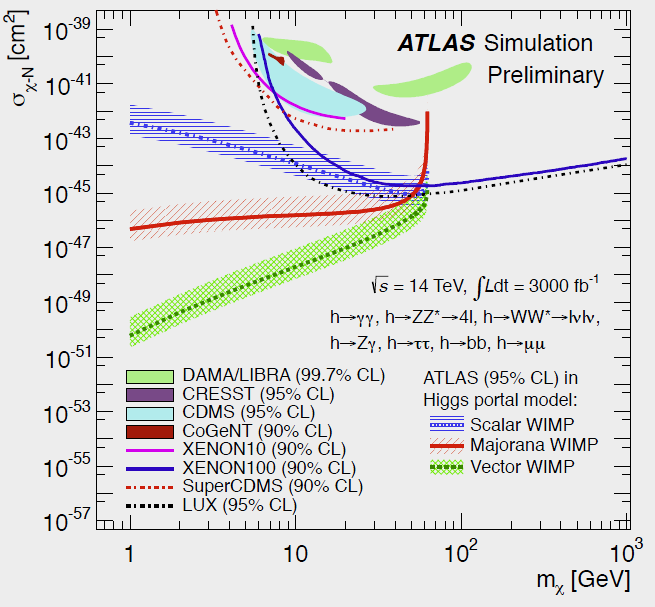 σχ-N [cm²]
10⁻³⁹
10⁻⁴¹
10⁻⁴³
10⁻⁴⁵
10⁻⁴⁷
10⁻⁴⁹
10⁻⁵¹
10⁻⁵³
10⁻⁵⁵
10⁻⁵⁷
ATLAS Simulation
Preliminary
√s = 14 TeV, ∫Ldt = 3000 fb⁻¹
h→γγ, h→ZZ*→4l, h→WW*→lνlν,
h→Zγ, h→ττ, h→bb, h→μμ
DAMA/LIBRA (99.7% CL)
CRESST (95% CL)
CDMS (95% CL)
CoGeNT (90% CL)
XENON10 (90% CL)
XENON100 (90% CL)
SuperCDMS (90% CL)
LUX (95% CL)
ATLAS (95% CL) in
Higgs portal model:
Scalar WIMP
Majorana WIMP
Vector WIMP
1 10 10² 10³
mχ [GeV]